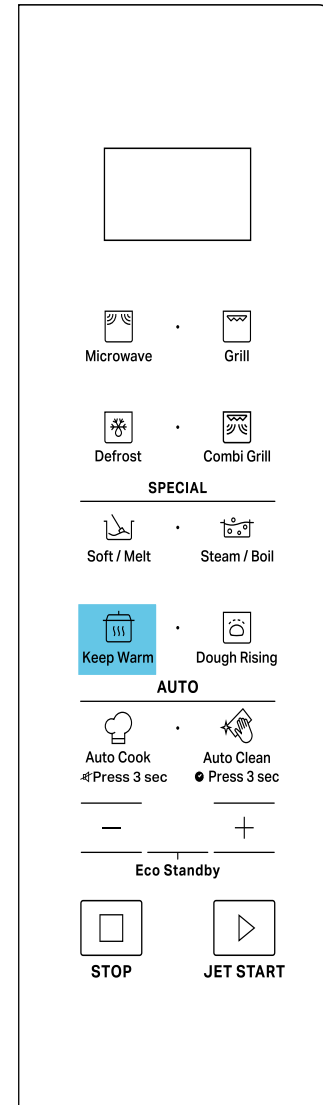 Microwave
Grill
Defrost
Combi Grill
SPECIAL
Soft / Melt
Steam / Boil
Keep Warm
Dough Rising
AUTO
Auto Cook
Press 3 sec
Auto Clean
Press 3 sec
Eco Standby
STOP
JET START